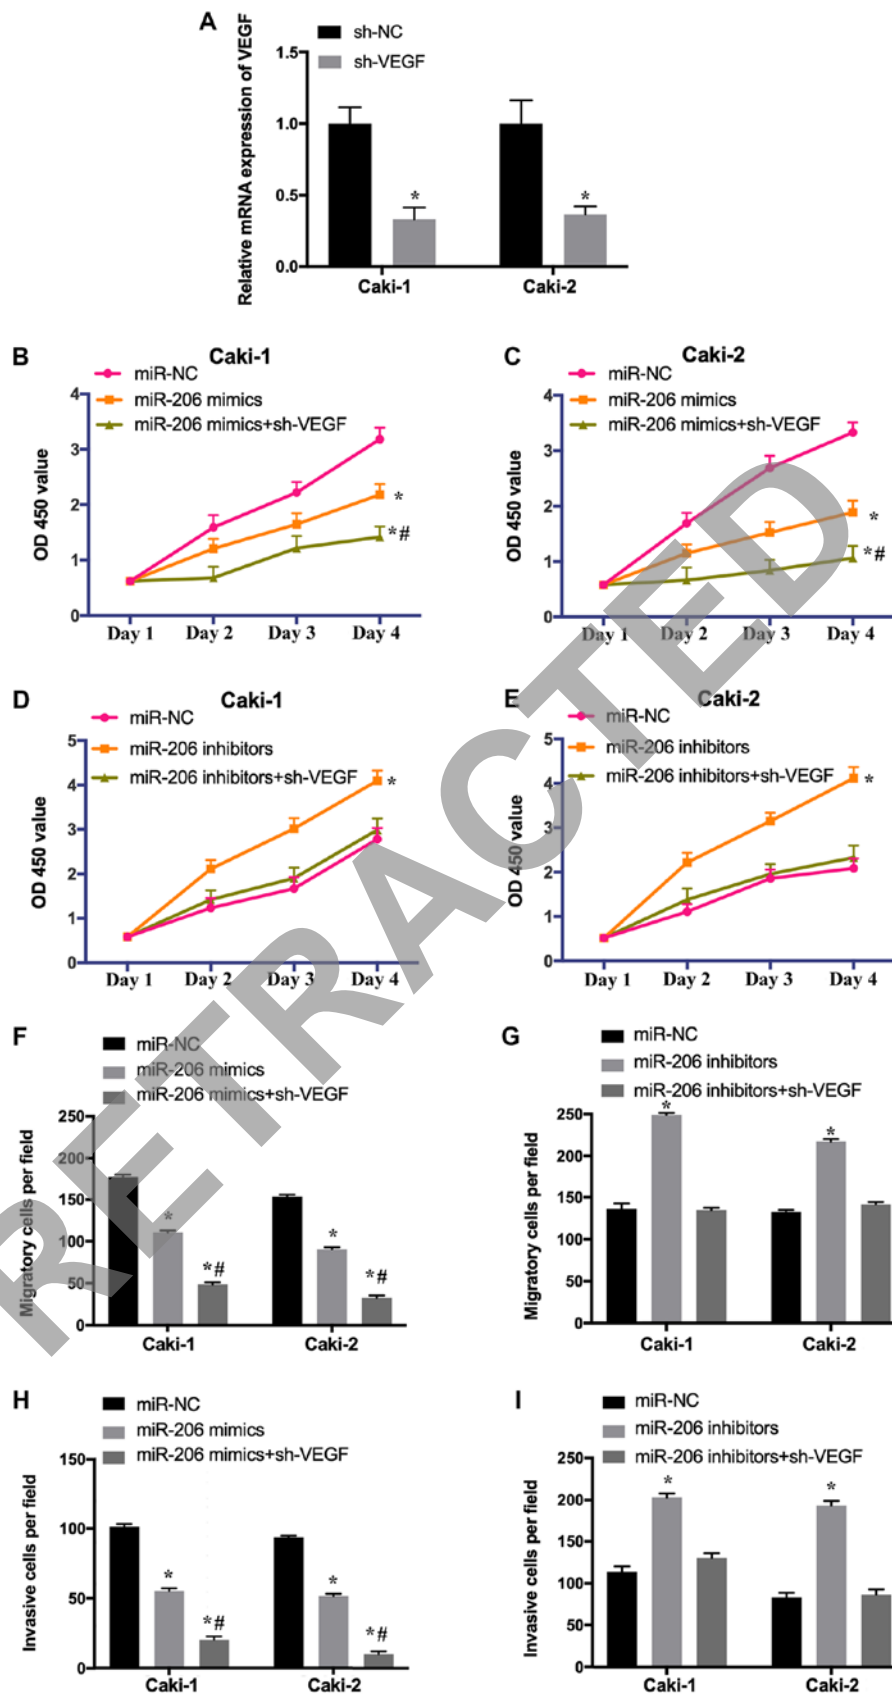 A
sh-NC
sh-VEGF
Relative mRNA expression of VEGF
1.5
1.0
0.5
0.0
*
*
Caki-1
Caki-2
B
Caki-1
miR-NC
miR-206 mimics
miR-206 mimics+sh-VEGF
OD 450 value
4
3
2
1
0
*
*#
Day 1
Day 2
Day 3
Day 4
C
Caki-2
miR-NC
miR-206 mimics
miR-206 mimics+sh-VEGF
OD 450 value
4
3
2
1
0
*
*#
Day 1
Day 2
Day 3
Day 4
D
Caki-1
miR-NC
miR-206 inhibitors
miR-206 inhibitors+sh-VEGF
OD 450 value
5
4
3
2
1
0
*
Day 1
Day 2
Day 3
Day 4
E
Caki-2
miR-NC
miR-206 inhibitors
miR-206 inhibitors+sh-VEGF
OD 450 value
5
4
3
2
1
0
*
Day 1
Day 2
Day 3
Day 4
F
miR-NC
miR-206 mimics
miR-206 mimics+sh-VEGF
Migratory cells per field
250
200
150
100
50
0
*
*#
*
*#
Caki-1
Caki-2
G
miR-NC
miR-206 inhibitors
miR-206 inhibitors+sh-VEGF
Migratory cells per field
250
200
150
100
50
0
*
*
Caki-1
Caki-2
H
miR-NC
miR-206 mimics
miR-206 mimics+sh-VEGF
Invasive cells per field
150
100
50
0
*
*#
*
*#
Caki-1
Caki-2
I
miR-NC
miR-206 inhibitors
miR-206 inhibitors+sh-VEGF
Invasive cells per field
250
200
150
100
50
0
*
*
Caki-1
Caki-2
RETRACTED